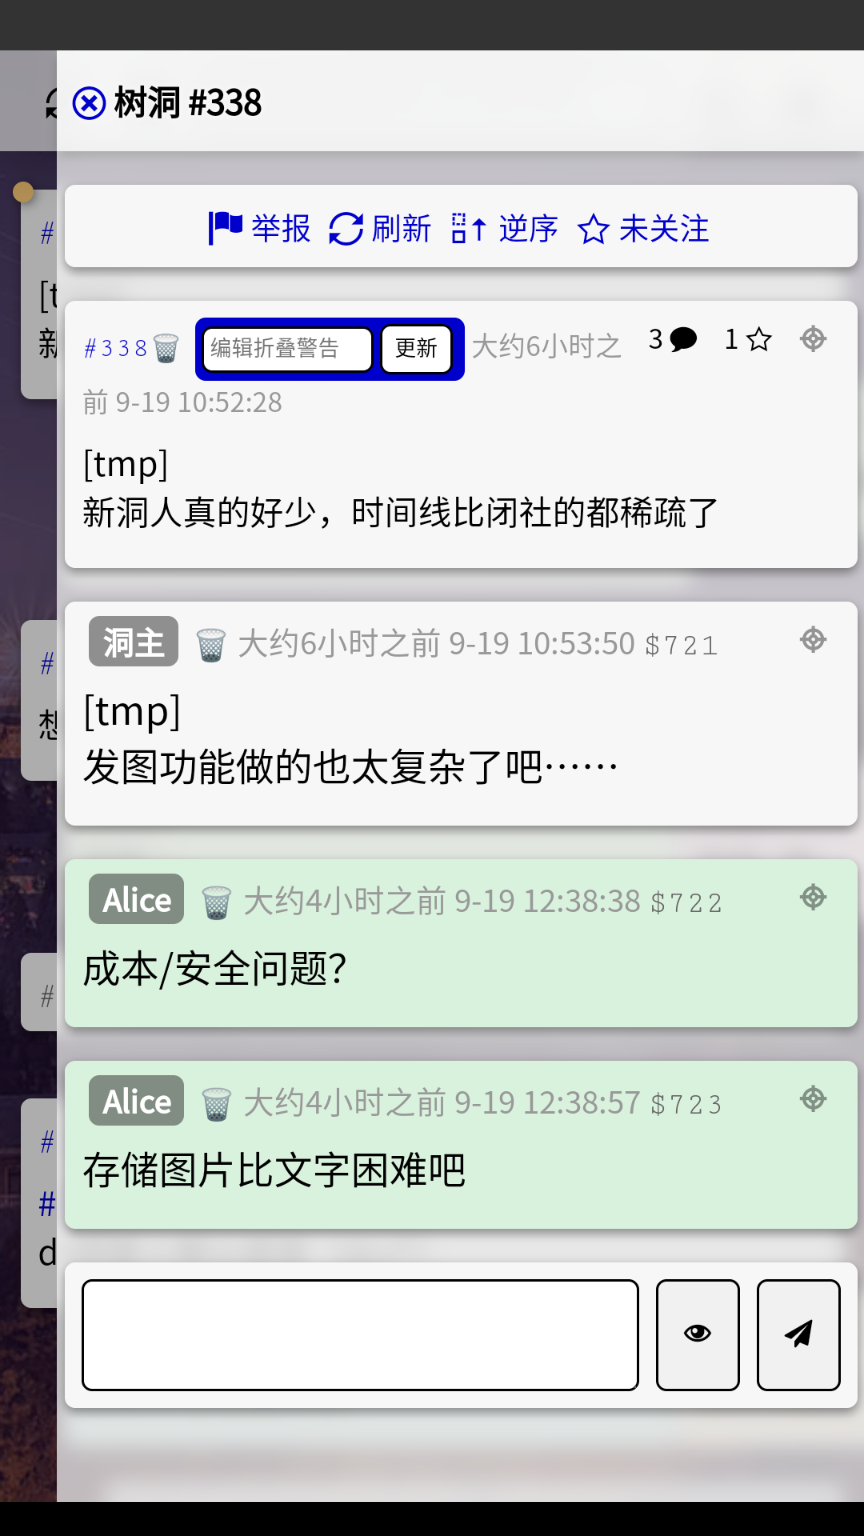 树洞 #338
举报 刷新 逆序 未关注
#338 编辑折叠警告 更新 大约6小时之 3 1
前 9-19 10:52:28
[tmp]
新洞人真的好少，时间线比闭社的都稀疏了
洞主 大约6小时之前 9-19 10:53:50 $721
[tmp]
发图功能做的也太复杂了吧……
Alice 大约4小时之前 9-19 12:38:38 $722
成本/安全问题？
Alice 大约4小时之前 9-19 12:38:57 $723
存储图片比文字困难吧
#
[t
新
#
想
#
#
#
d